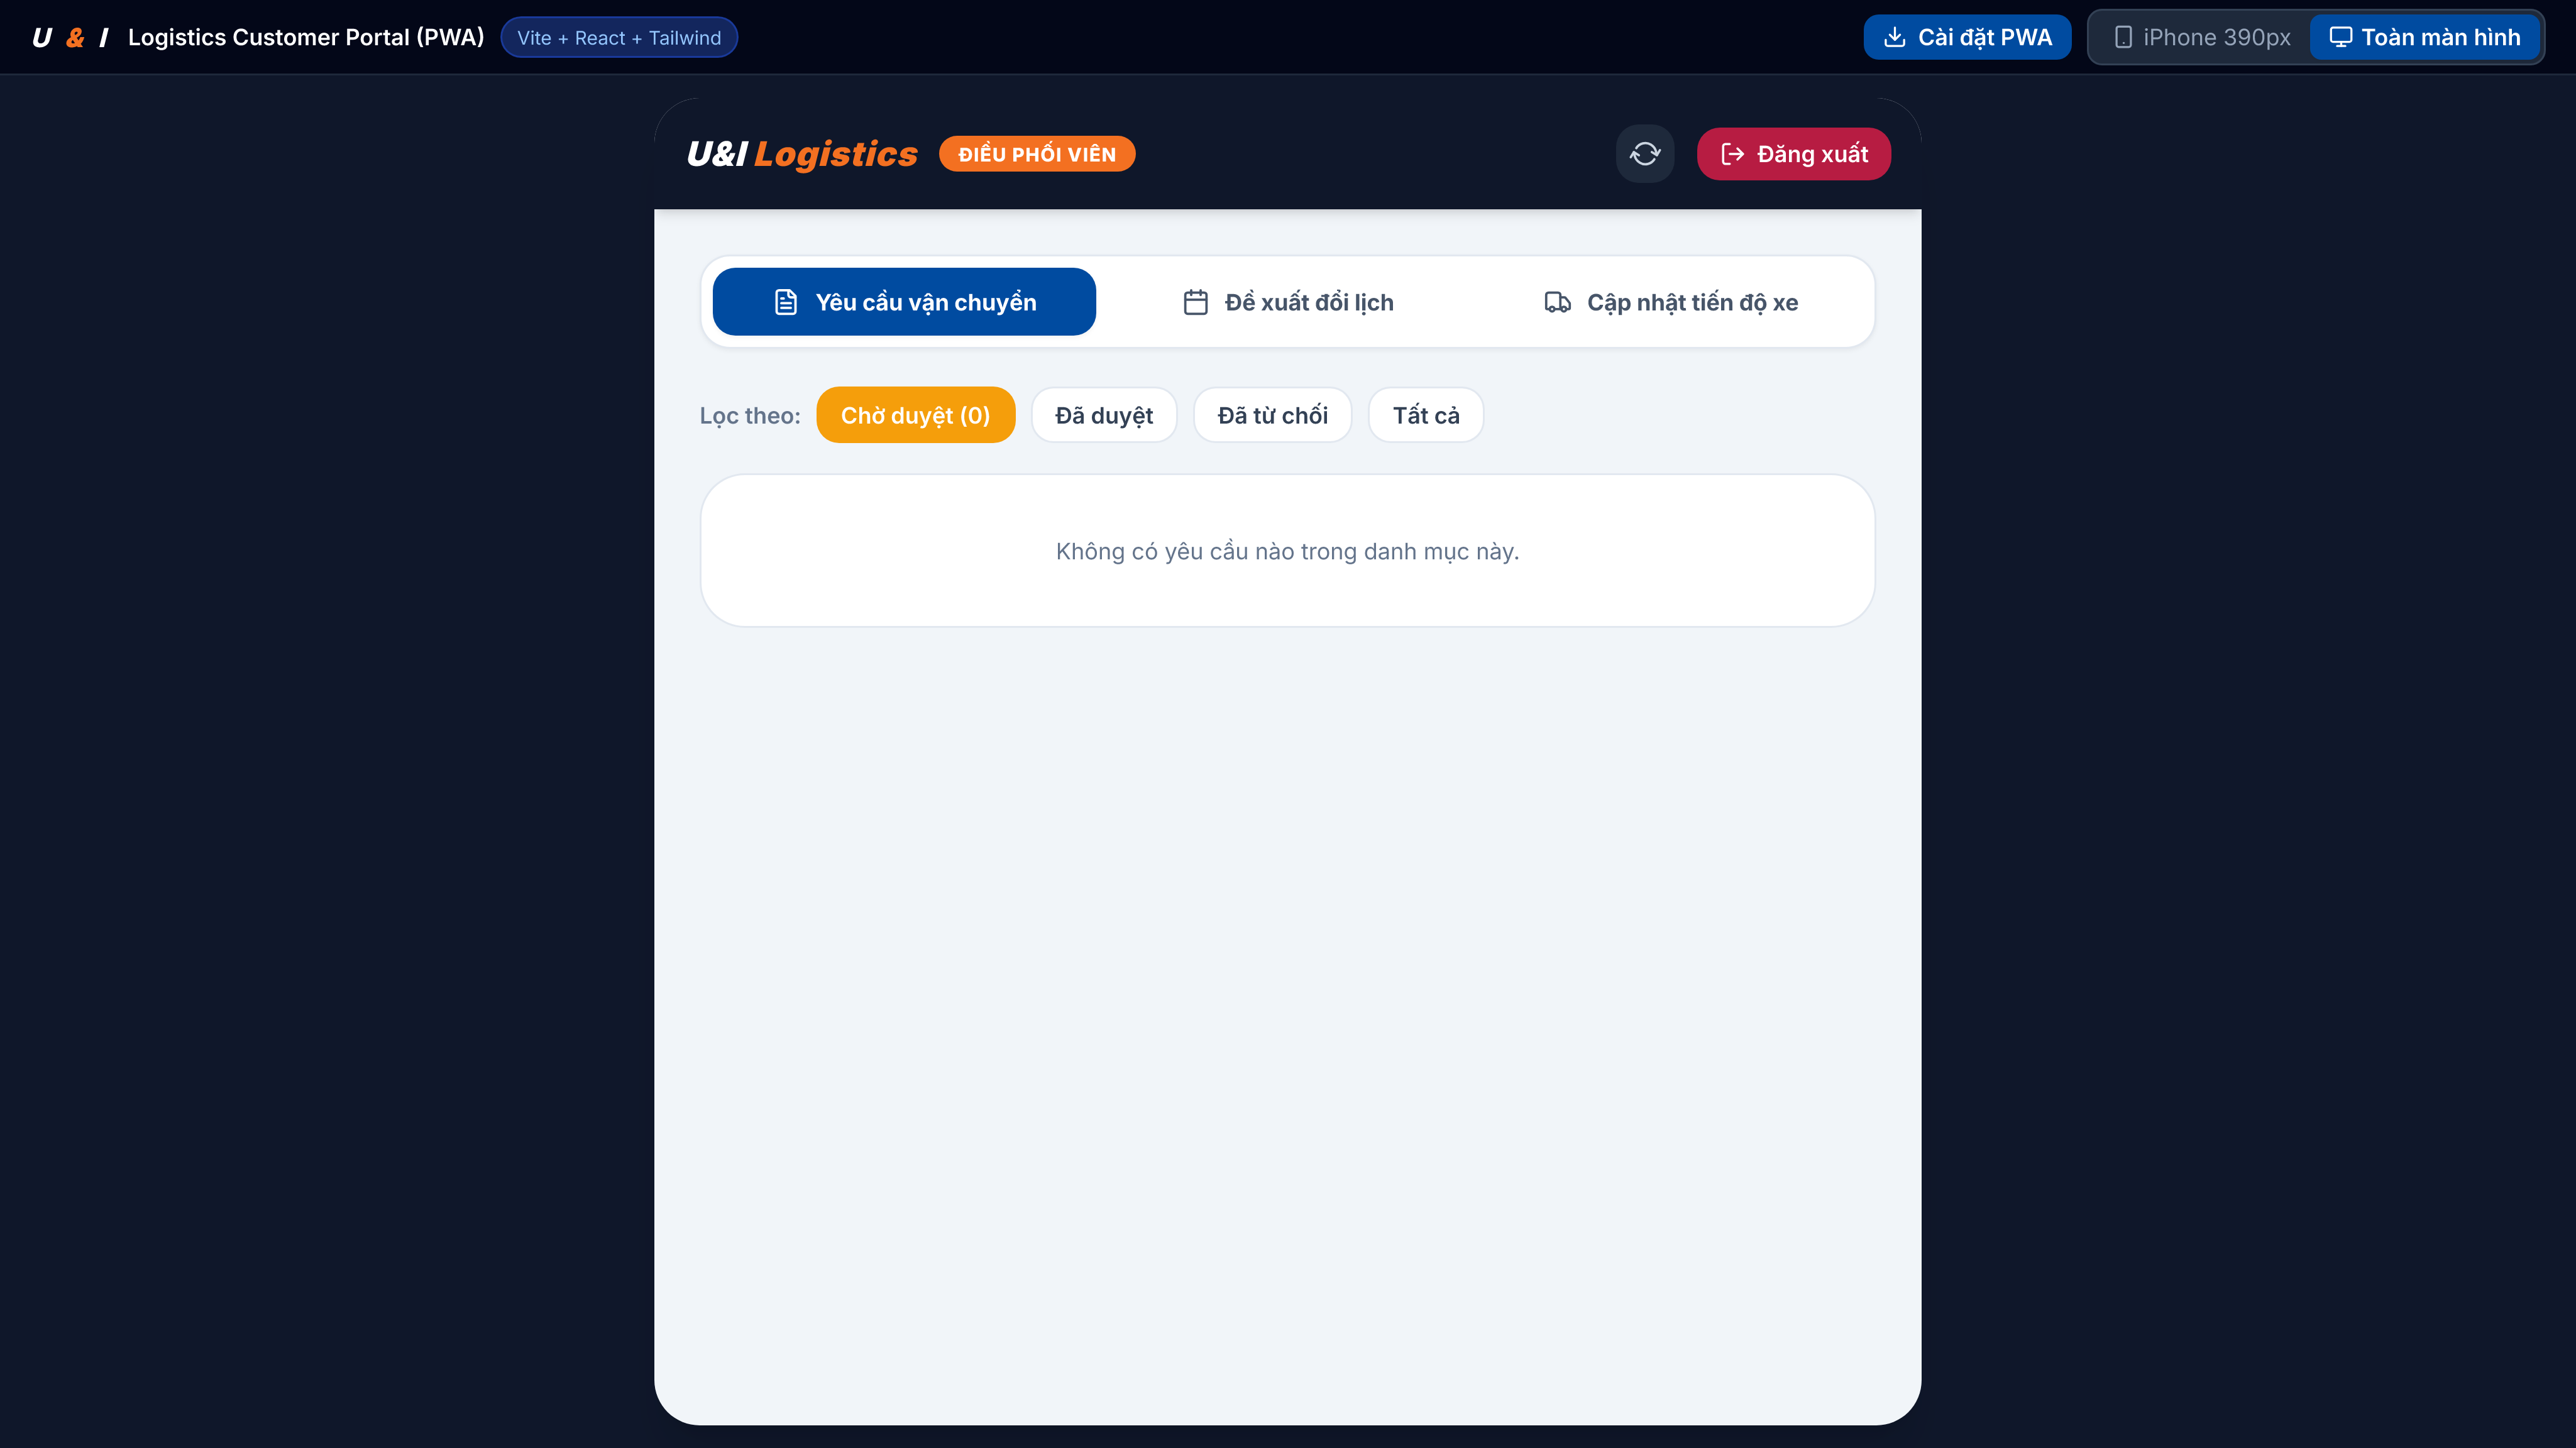 U & I Logistics Customer Portal (PWA) Vite + React + Tailwind Cài đặt PWA iPhone 390px Toàn màn hình
U&I Logistics ĐIỀU PHỐI VIÊN Đăng xuất
Yêu cầu vận chuyển Đề xuất đổi lịch Cập nhật tiến độ xe
Lọc theo: Chờ duyệt (0) Đã duyệt Đã từ chối Tất cả
Không có yêu cầu nào trong danh mục này.